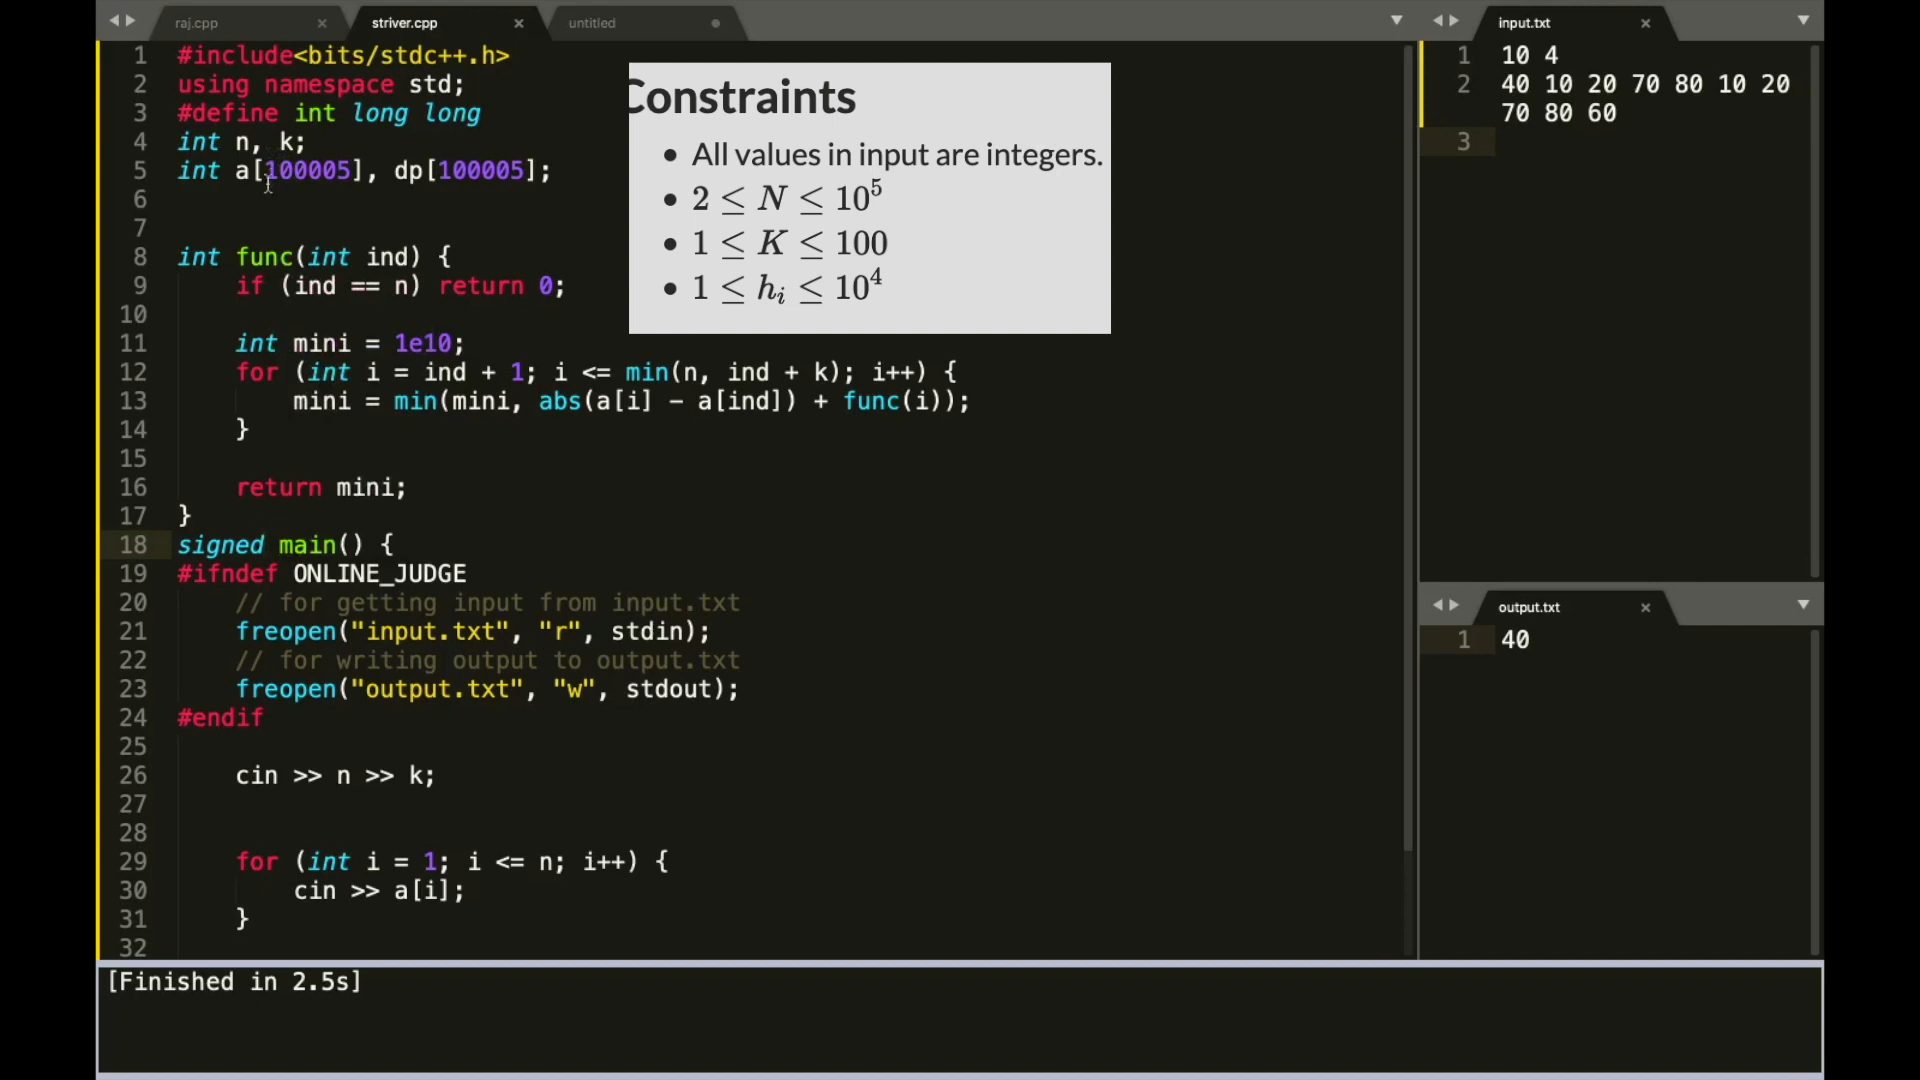 raj.cpp
striver.cpp
untitled
1 #include<bits/stdc++.h>
2 using namespace std;
3 #define int long long
4 int n, k;
5 int a[100005], dp[100005];
6
7
8 int func(int ind) {
9 if (ind == n) return 0;
10
11 int mini = 1e10;
12 for (int i = ind + 1; i <= min(n, ind + k); i++) {
13 mini = min(mini, abs(a[i] - a[ind]) + func(i));
14 }
15
16 return mini;
17 }
18 signed main() {
19 #ifndef ONLINE_JUDGE
20 // for getting input from input.txt
21 freopen("input.txt", "r", stdin);
22 // for writing output to output.txt
23 freopen("output.txt", "w", stdout);
24 #endif
25
26 cin >> n >> k;
27
28
29 for (int i = 1; i <= n; i++) {
30 cin >> a[i];
31 }
32
Constraints
• All values in input are integers.
• 2 ≤ N ≤ 10⁵
• 1 ≤ K ≤ 100
• 1 ≤ hᵢ ≤ 10⁴
input.txt
1 10 4
2 40 10 20 70 80 10 20
70 80 60
3
output.txt
1 40
[Finished in 2.5s]